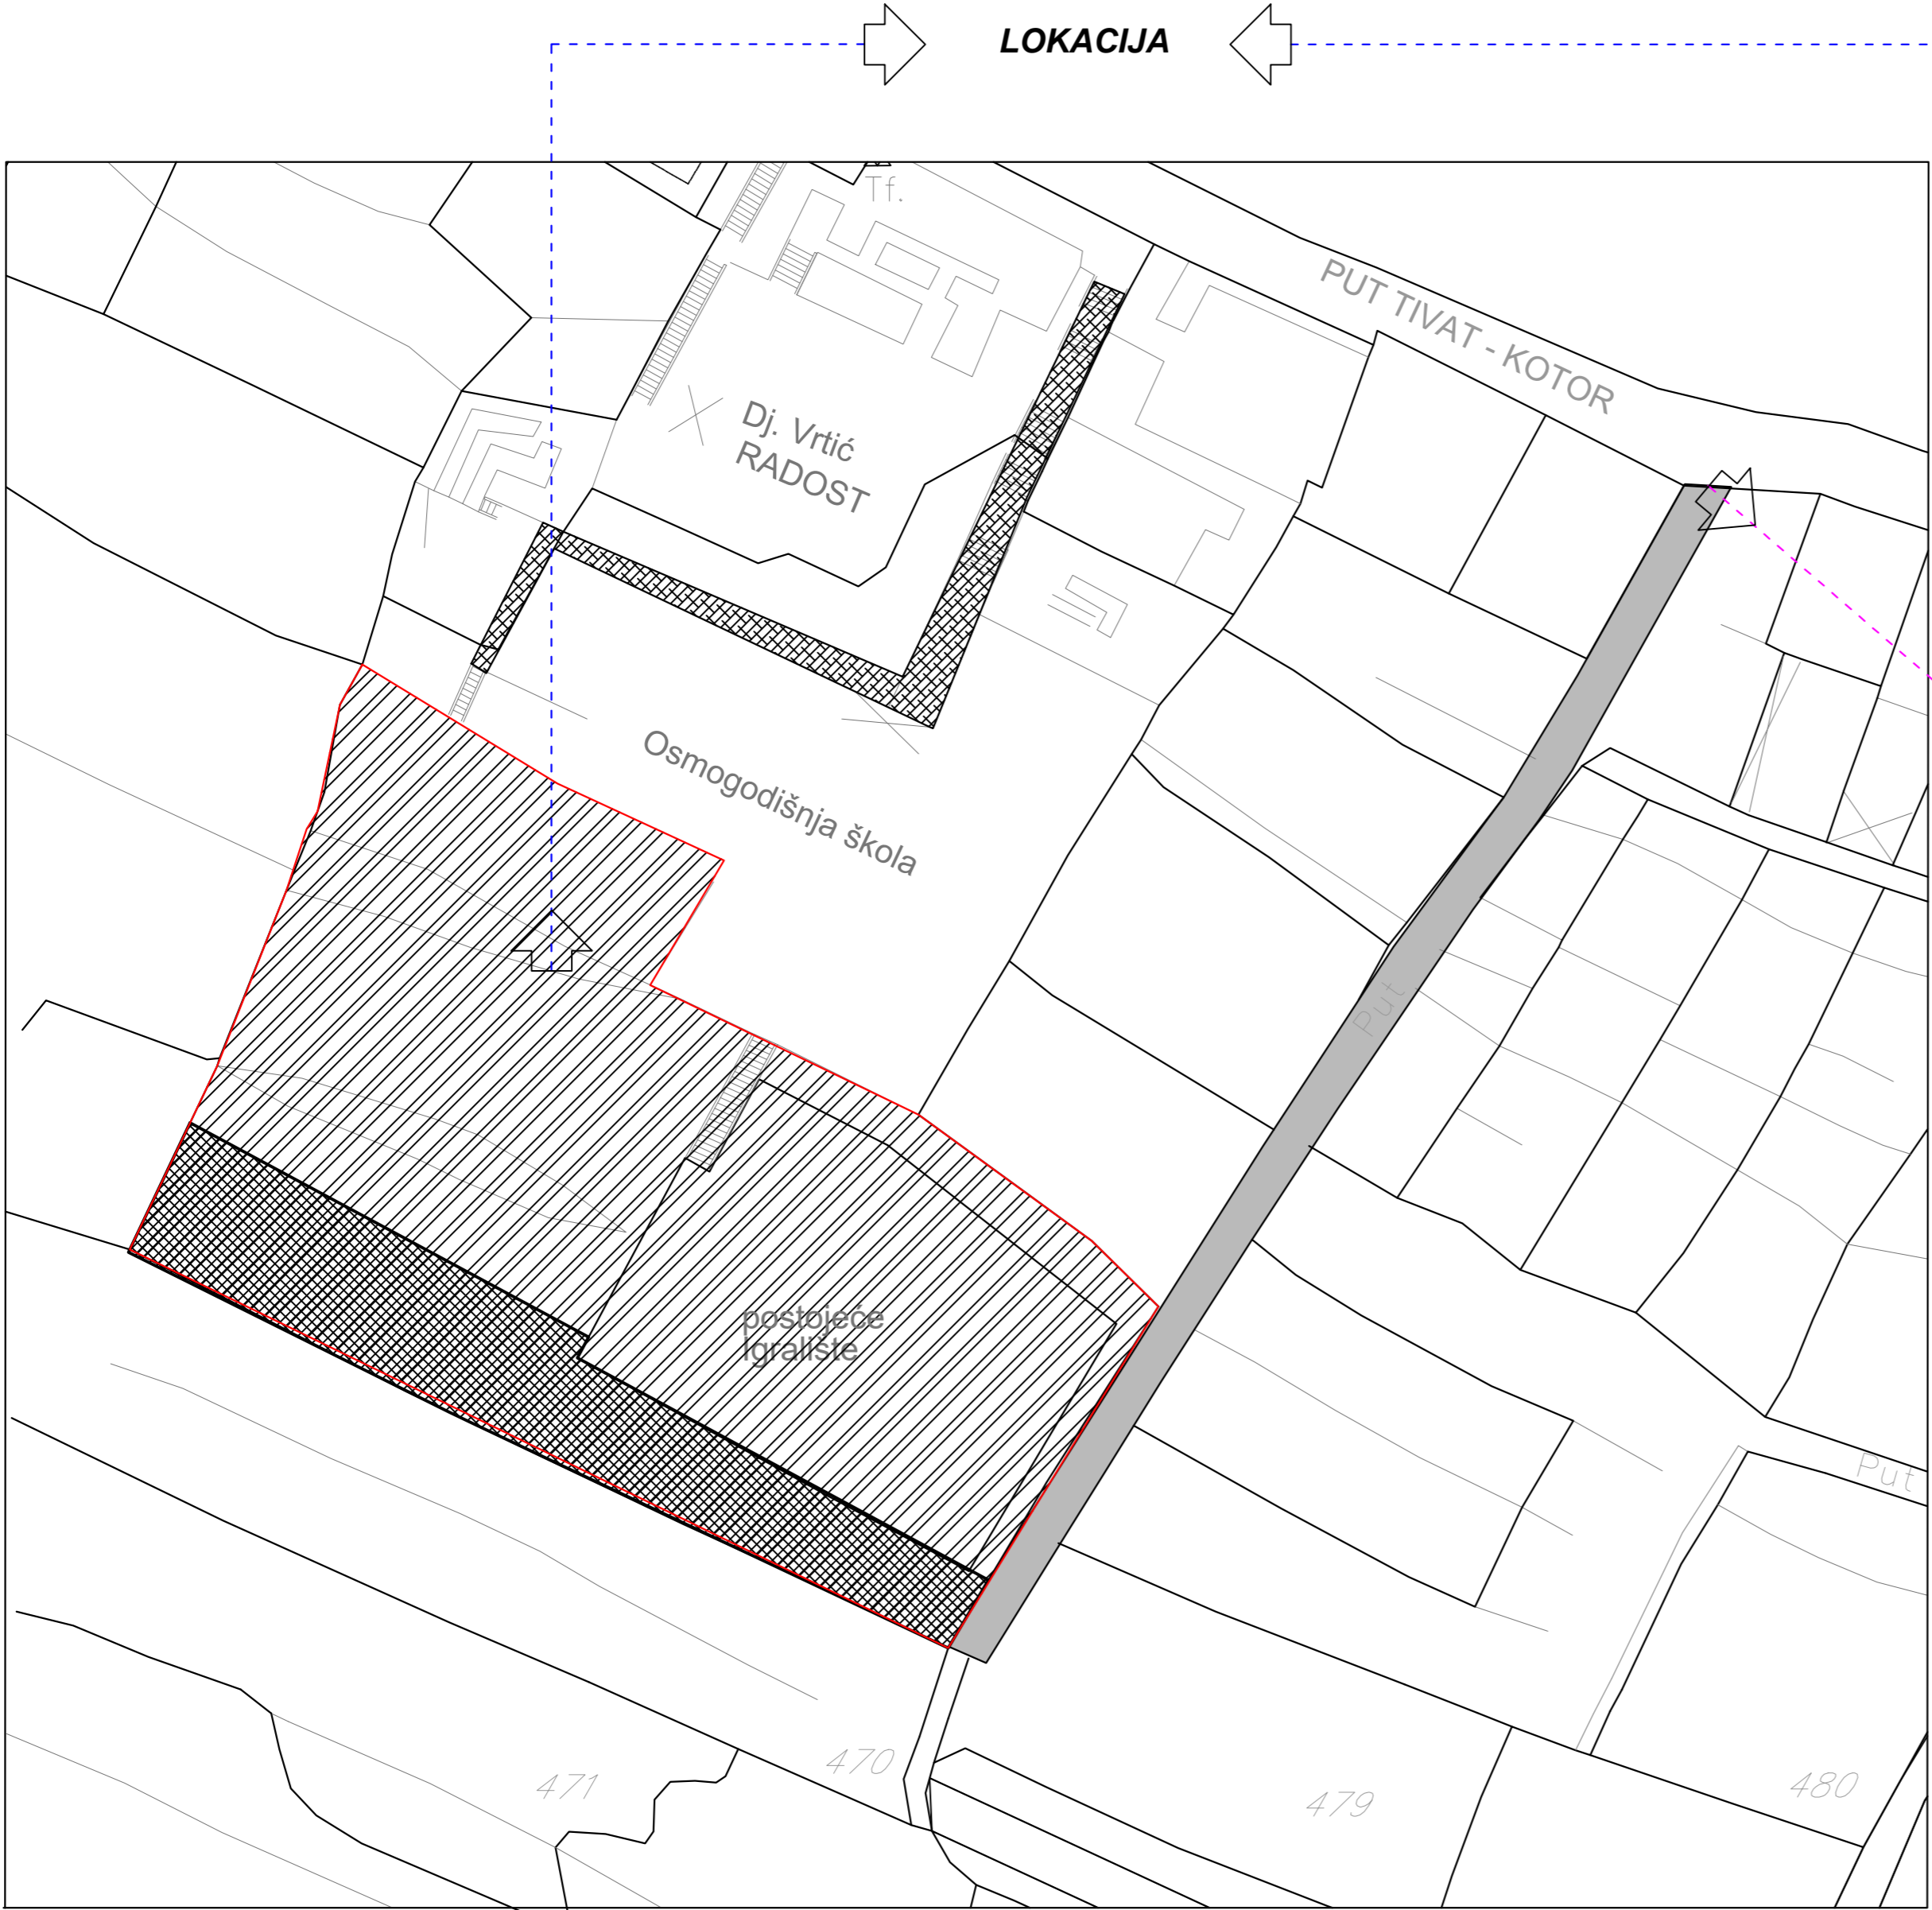 LOKACIJA
Tf.
PUT TIVAT - KOTOR
Dj. Vrtić
RADOST
Osmogodišnja škola
Put
postojeće
Igralište
Put
470
471
479
480